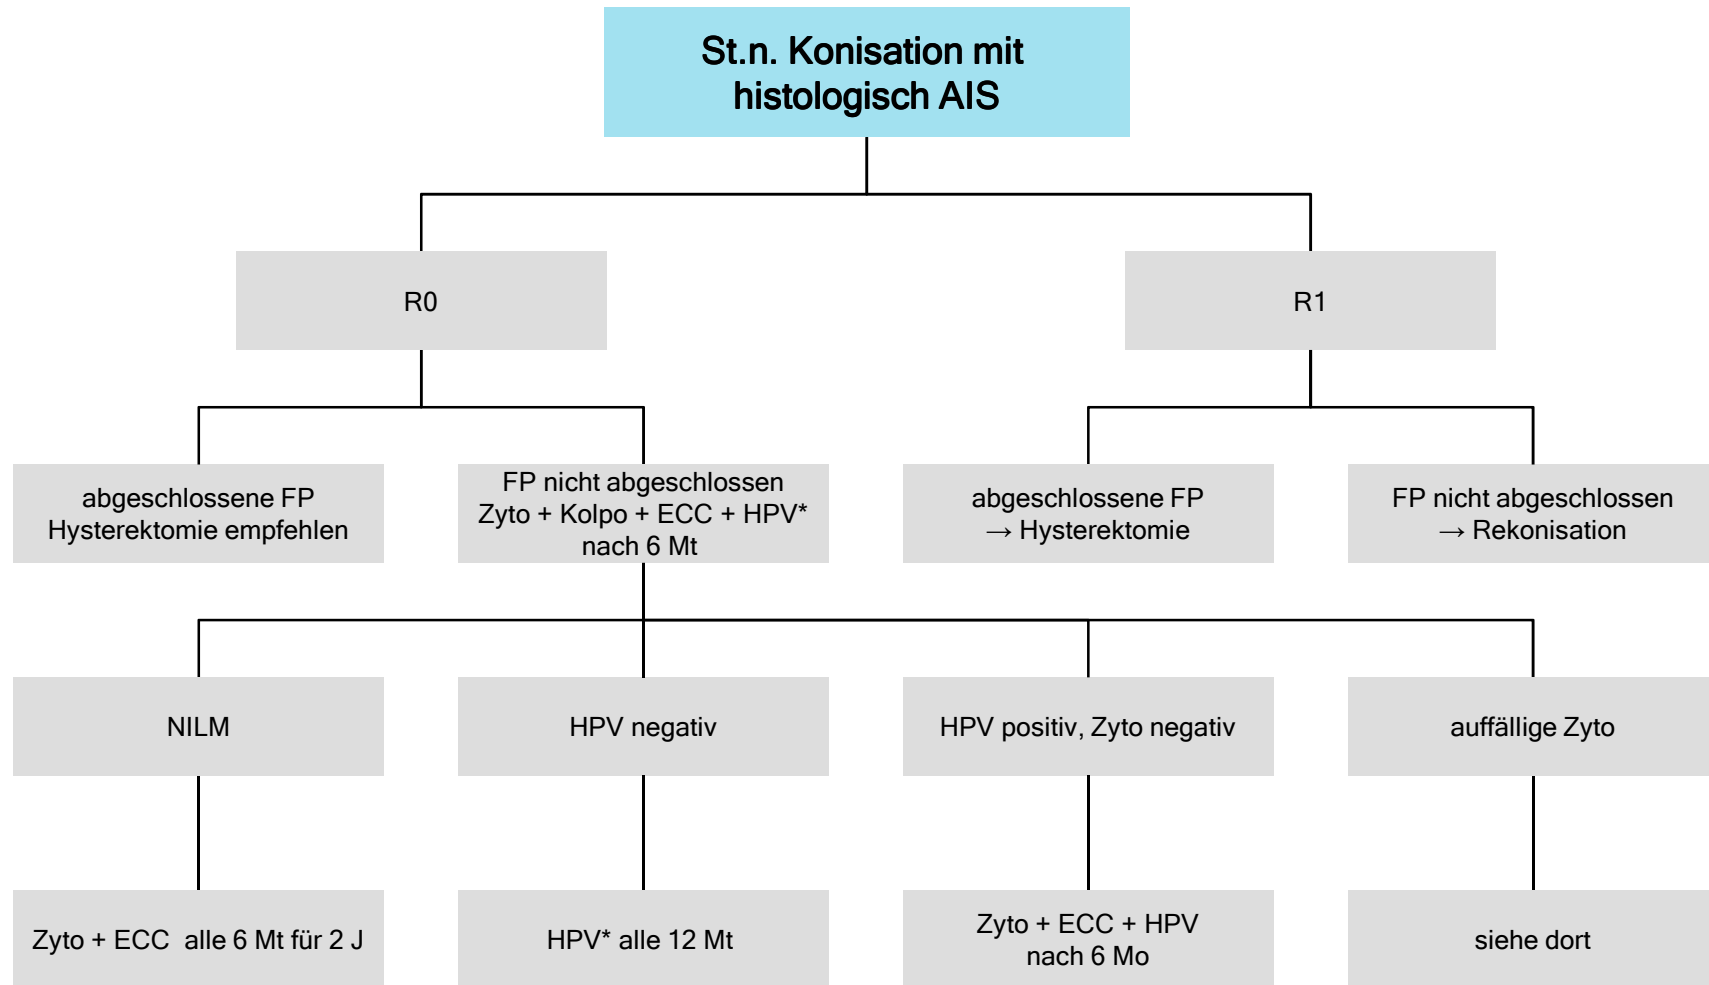 St.n. Konisation mit
histologisch AIS
R0
R1
abgeschlossene FP
Hysterektomie empfehlen
FP nicht abgeschlossen
Zyto + Kolpo + ECC + HPV*
nach 6 Mt
abgeschlossene FP
→ Hysterektomie
FP nicht abgeschlossen
→ Rekonisation
NILM
HPV negativ
HPV positiv, Zyto negativ
auffällige Zyto
Zyto + ECC alle 6 Mt für 2 J
HPV* alle 12 Mt
Zyto + ECC + HPV
nach 6 Mo
siehe dort